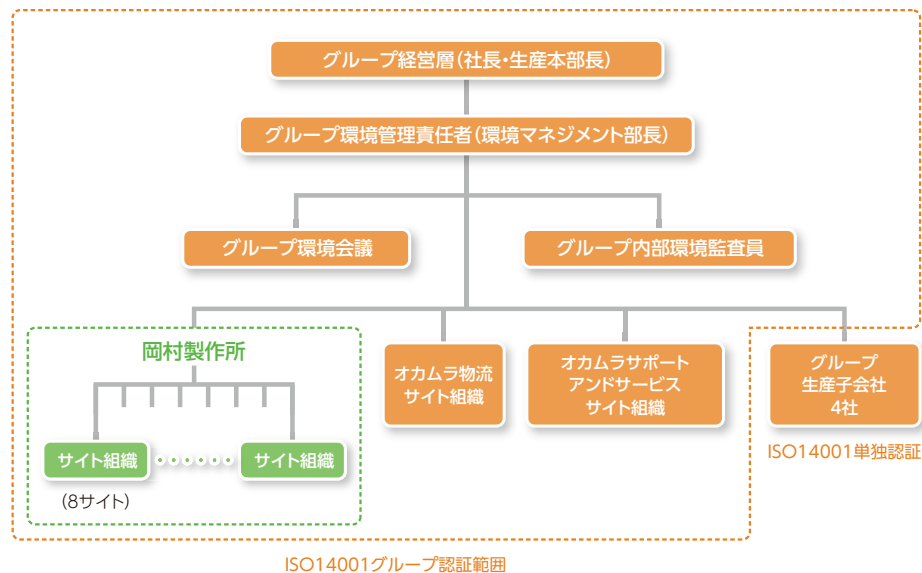 グループ経営層(社長・生産本部長)
グループ環境管理責任者(環境マネジメント部長)
グループ環境会議
グループ内部環境監査員
岡村製作所
サイト組織
サイト組織
(8サイト)
オカムラ物流
サイト組織
オカムラサポート
アンドサービス
サイト組織
グループ
生産子会社
4社
ISO14001単独認証
ISO14001グループ認証範囲